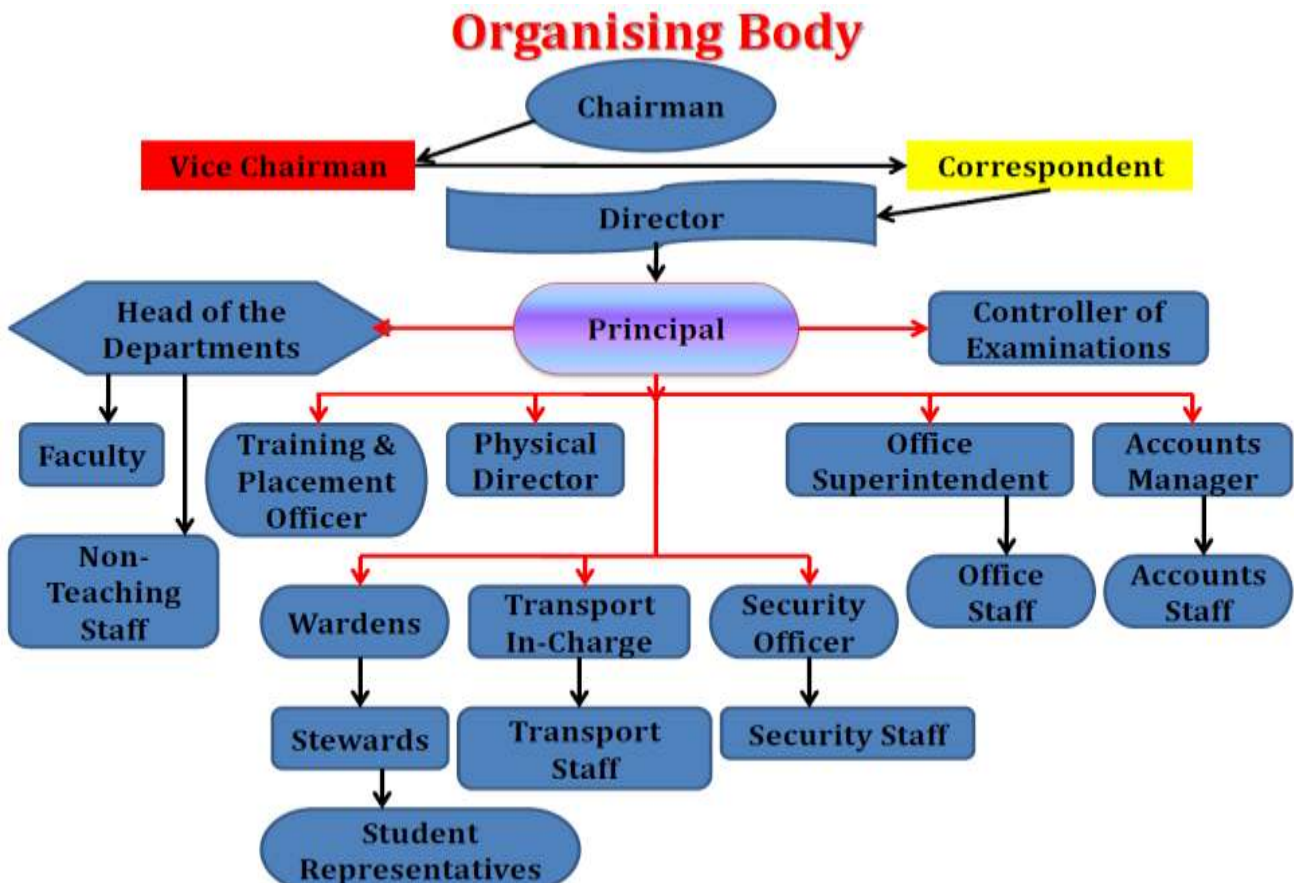 Organising Body
Chairman
Vice Chairman
Correspondent
Director
Head of the
Departments
Principal
Controller of
Examinations
Faculty
Training &
Placement
Officer
Physical
Director
Office
Superintendent
Accounts
Manager
Non-
Teaching
Staff
Office
Staff
Accounts
Staff
Wardens
Transport
In-Charge
Security
Officer
Stewards
Transport
Staff
Security Staff
Student
Representatives